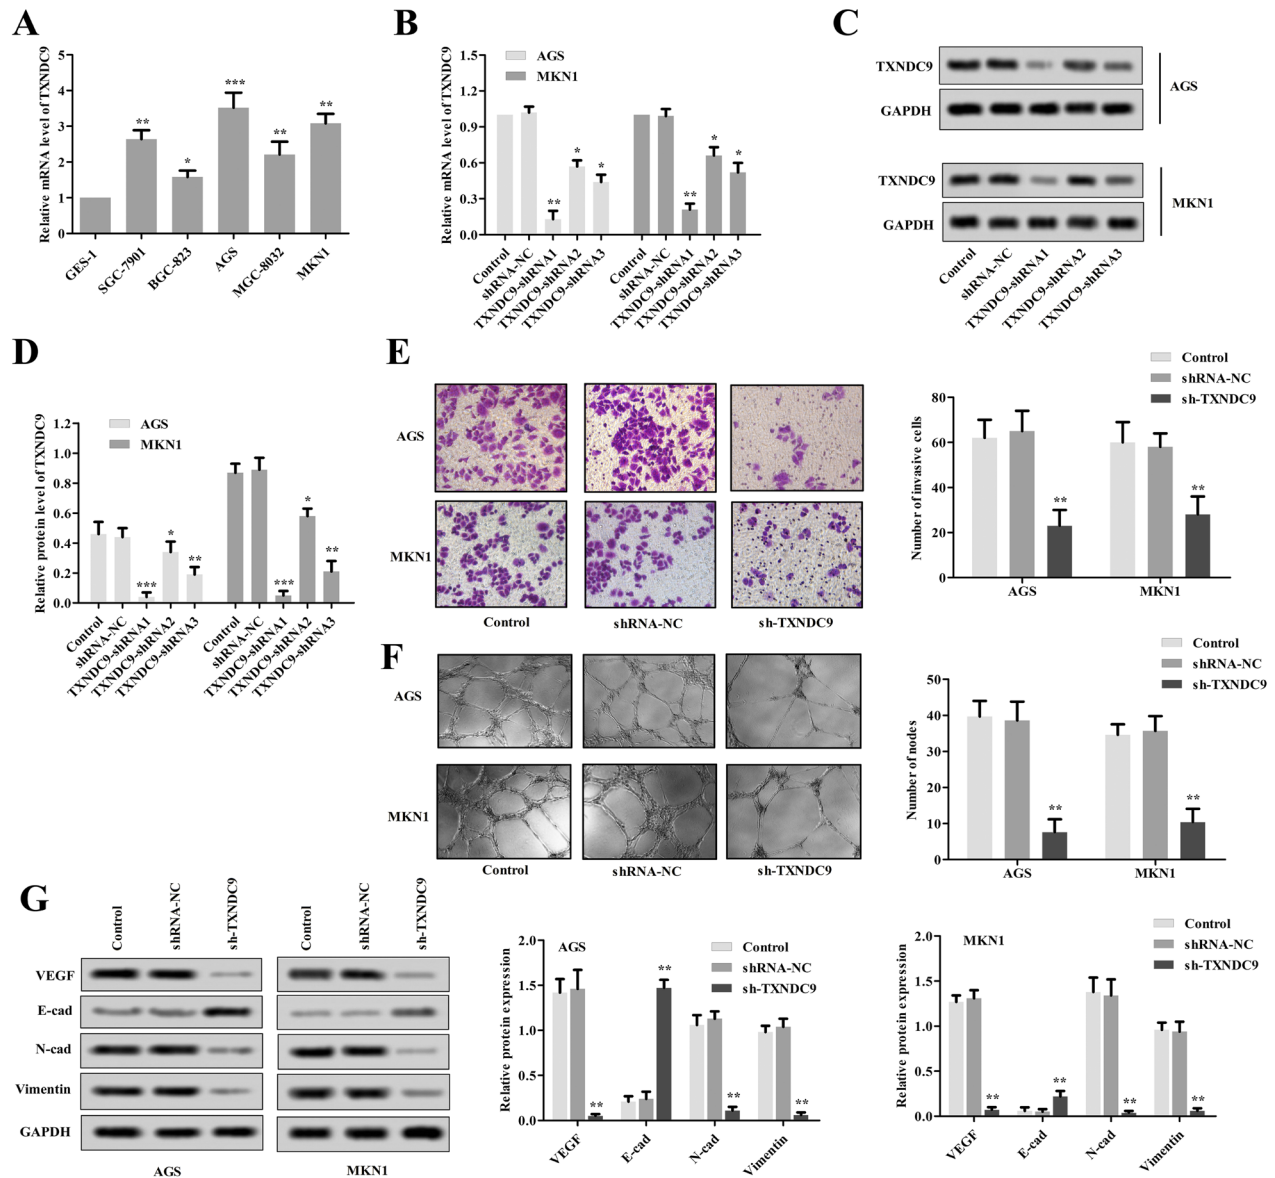 A
Relative mRNA level of TXNDC9
5
4
3
2
1
0
***
**
**
**
*
GES-1
SGC-7901
BGC-823
AGS
MGC-8032
MKN1
B
Relative mRNA level of TXNDC9
1.5
1.2
0.9
0.6
0.3
0.0
AGS
MKN1
**
*
*
**
*
*
Control
shRNA-NC
TXNDC9-shRNA1
TXNDC9-shRNA2
TXNDC9-shRNA3
Control
shRNA-NC
TXNDC9-shRNA1
TXNDC9-shRNA2
TXNDC9-shRNA3
C
TXNDC9
GAPDH
AGS
TXNDC9
GAPDH
MKN1
Control
shRNA-NC
TXNDC9-shRNA1
TXNDC9-shRNA2
TXNDC9-shRNA3
D
Relative protein level of TXNDC9
1.2
1.0
0.8
0.6
0.4
0.2
0.0
AGS
MKN1
***
*
**
***
*
**
Control
shRNA-NC
TXNDC9-shRNA1
TXNDC9-shRNA2
TXNDC9-shRNA3
Control
shRNA-NC
TXNDC9-shRNA1
TXNDC9-shRNA2
TXNDC9-shRNA3
E
AGS
MKN1
Control
shRNA-NC
sh-TXNDC9
Control
shRNA-NC
sh-TXNDC9
Number of invasive cells
80
60
40
20
0
**
**
AGS
MKN1
F
AGS
MKN1
Control
shRNA-NC
sh-TXNDC9
Control
shRNA-NC
sh-TXNDC9
Number of nodes
50
40
30
20
10
0
**
**
AGS
MKN1
G
Control
shRNA-NC
sh-TXNDC9
Control
shRNA-NC
sh-TXNDC9
VEGF
E-cad
N-cad
Vimentin
GAPDH
AGS
MKN1
Relative protein expression
2.0
1.5
1.0
0.5
0.0
AGS
Control
shRNA-NC
sh-TXNDC9
**
**
**
**
VEGF
E-cad
N-cad
Vimentin
Relative protein expression
2.0
1.5
1.0
0.5
0.0
MKN1
Control
shRNA-NC
sh-TXNDC9
**
**
**
**
VEGF
E-cad
N-cad
Vimentin